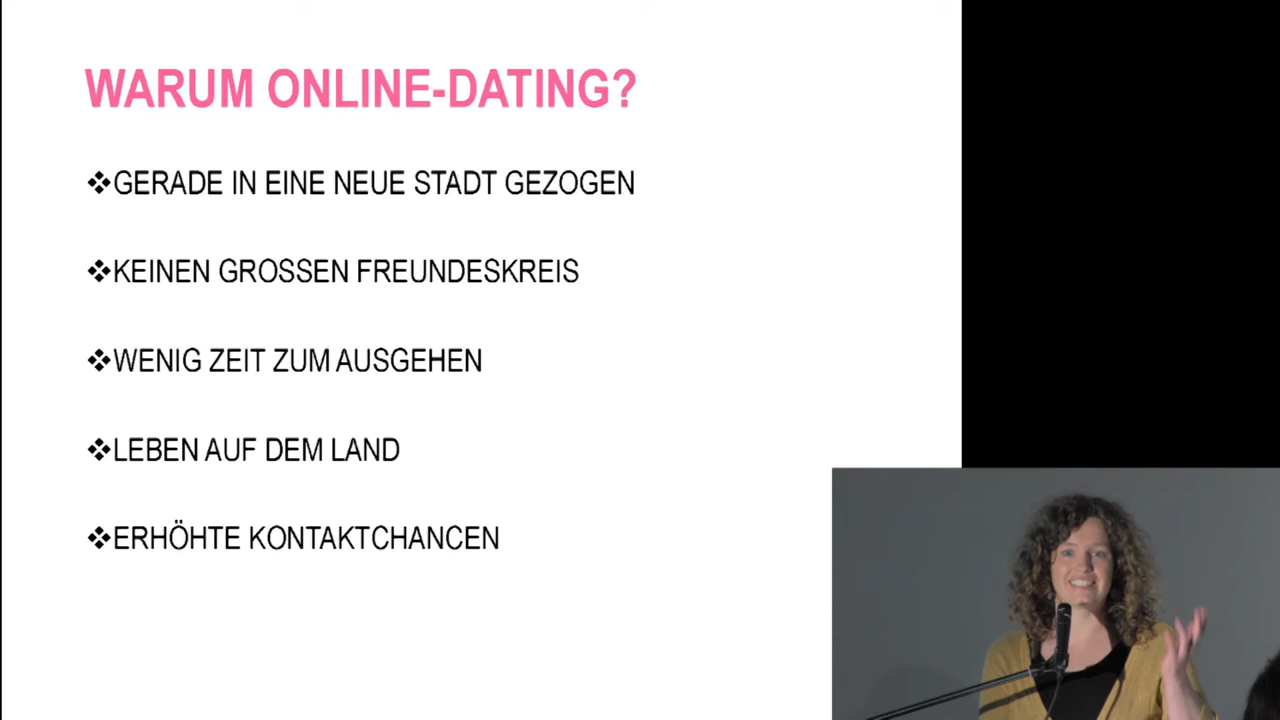 WARUM ONLINE-DATING?
❖GERADE IN EINE NEUE STADT GEZOGEN
❖KEINEN GROSSEN FREUNDESKREIS
❖WENIG ZEIT ZUM AUSGEHEN
❖LEBEN AUF DEM LAND
❖ERHÖHTE KONTAKTCHANCEN